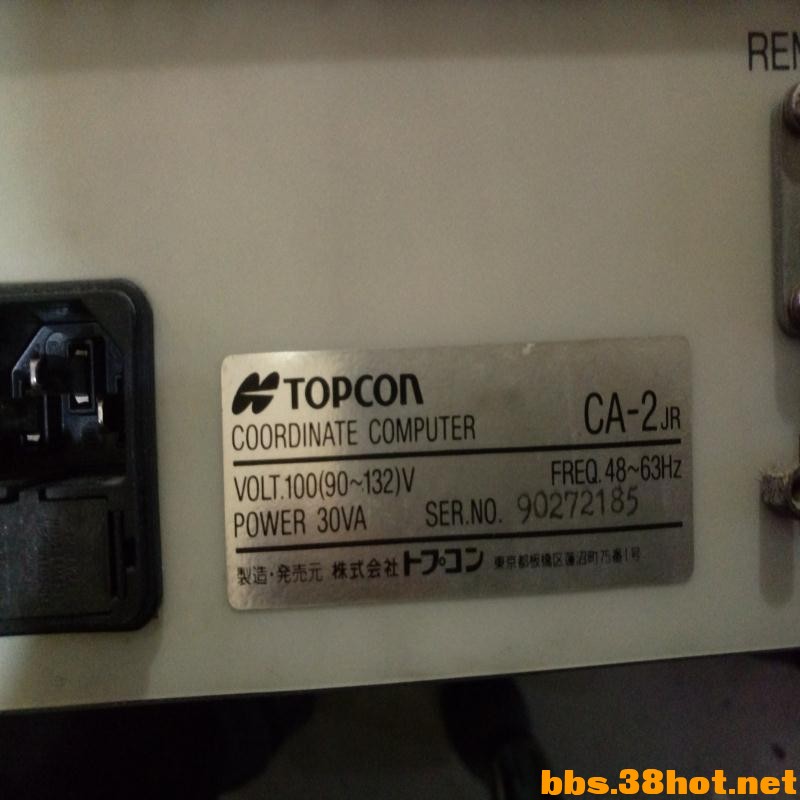 REM
TOPCON
COORDINATE COMPUTER CA-2JR
VOLT.100(90~132)V FREQ.48~63Hz
POWER 30VA SER.NO. 90272185
製造・発売元 株式会社トプコン 東京都板橋区蓮沼町75番1号
bbs.38hot.net